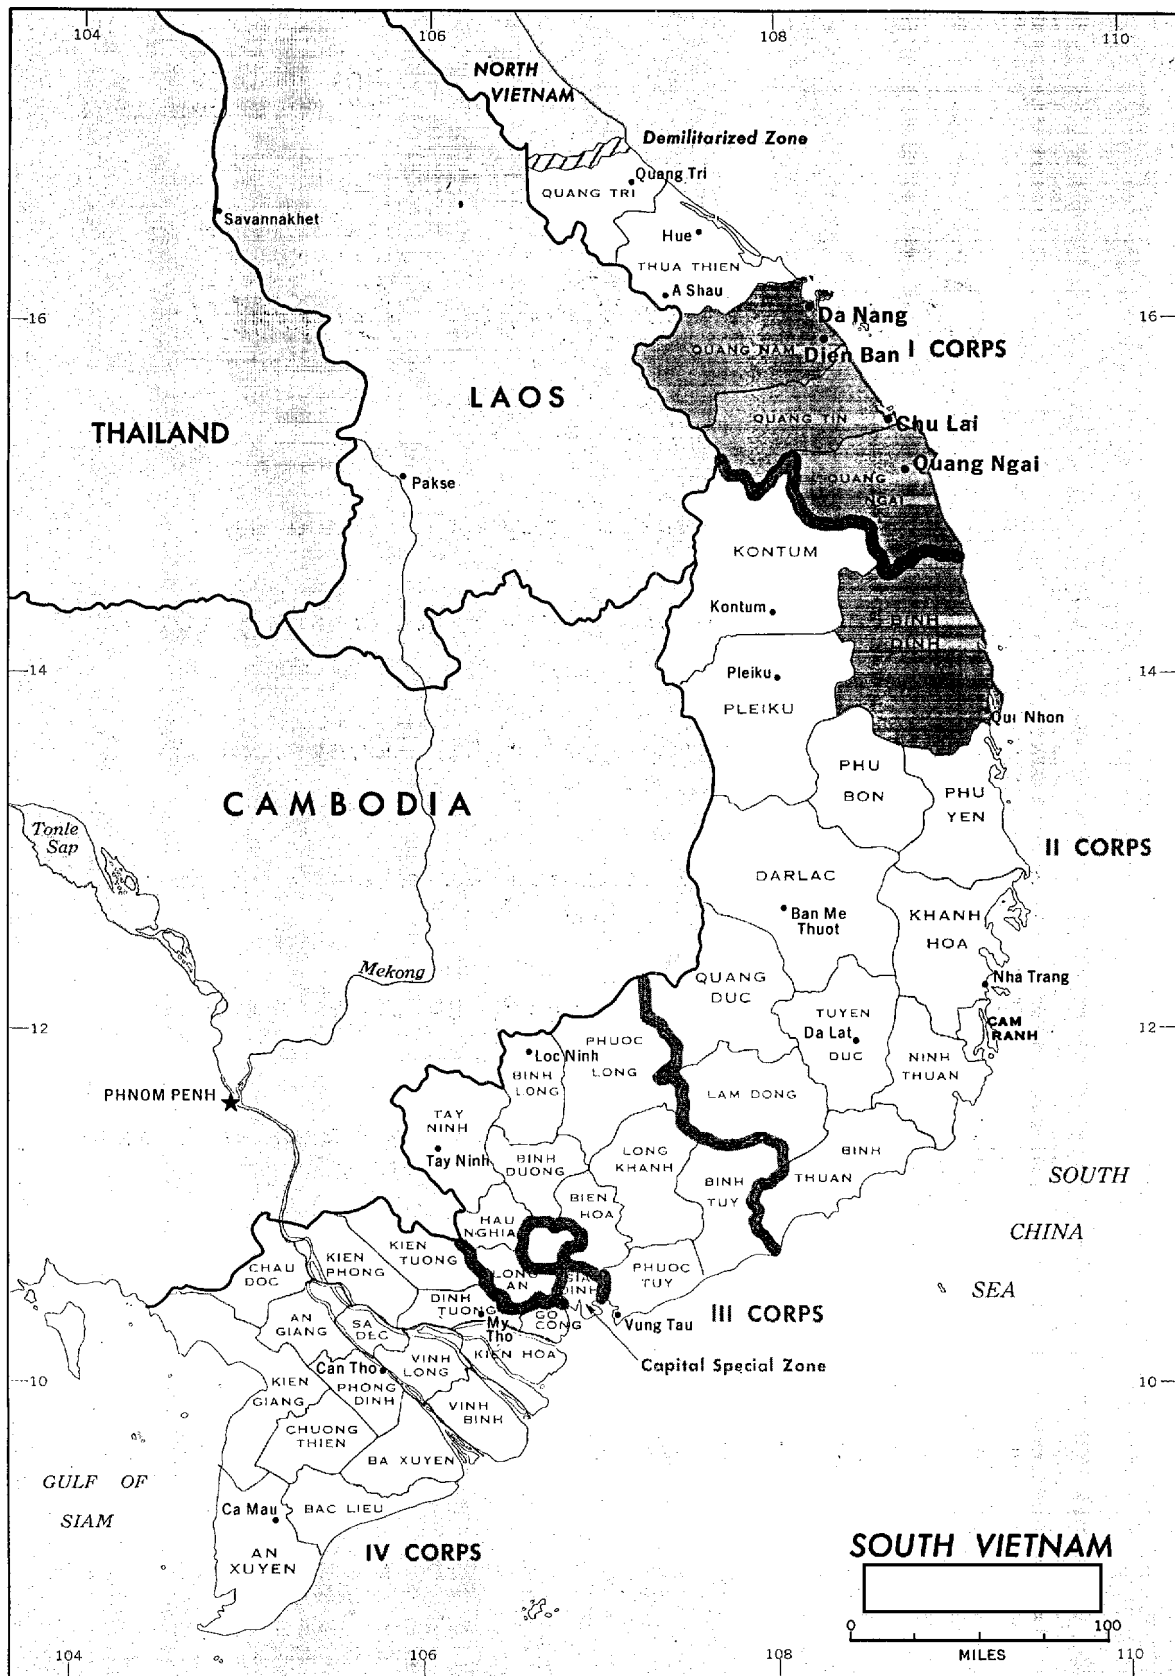 104
106
108
110
NORTH
VIETNAM
Demilitarized Zone
Quang Tri
QUANG TRI
Savannakhet
Hue
THUA THIEN
A Shau
16
16
Da Nang
QUANG NAM
Dien Ban
I CORPS
LAOS
THAILAND
QUANG TIN
Chu Lai
Quang Ngai
QUANG
NGAI
Pakse
KONTUM
Kontum
BINH
DINH
14
14
Pleiku
PLEIKU
Qui Nhon
PHU
BON
PHU
YEN
CAMBODIA
Tonle
Sap
II CORPS
DARLAC
Ban Me
Thuot
KHANH
HOA
Mekong
QUANG
DUC
Nha Trang
TUYEN
DUC
Da Lat
CAM
RANH
12
12
PHUOC
LONG
Loc Ninh
BINH
LONG
NINH
THUAN
PHNOM PENH
LAM DONG
TAY
NINH
Tay Ninh
BINH
DUONG
LONG
KHANH
BINH
THUAN
BINH
TUY
BIEN
HOA
SOUTH
CHINA
SEA
HAU
NGHIA
KIEN
TUONG
KIEN
PHONG
CHAU
DOC
LONG
AN
GIA
DINH
PHUOC
TUY
DINH
TUONG
My
Tho
GO
CONG
Vung Tau
III CORPS
AN
GIANG
SA
DEC
VINH
LONG
KIEN HOA
Capital Special Zone
Can Tho
PHONG
DINH
10
10
KIEN
GIANG
VINH
BINH
CHUONG
THIEN
BA XUYEN
GULF OF
SIAM
Ca Mau
BAC LIEU
AN
XUYEN
IV CORPS
SOUTH VIETNAM
0
100
MILES
104
106
108
110